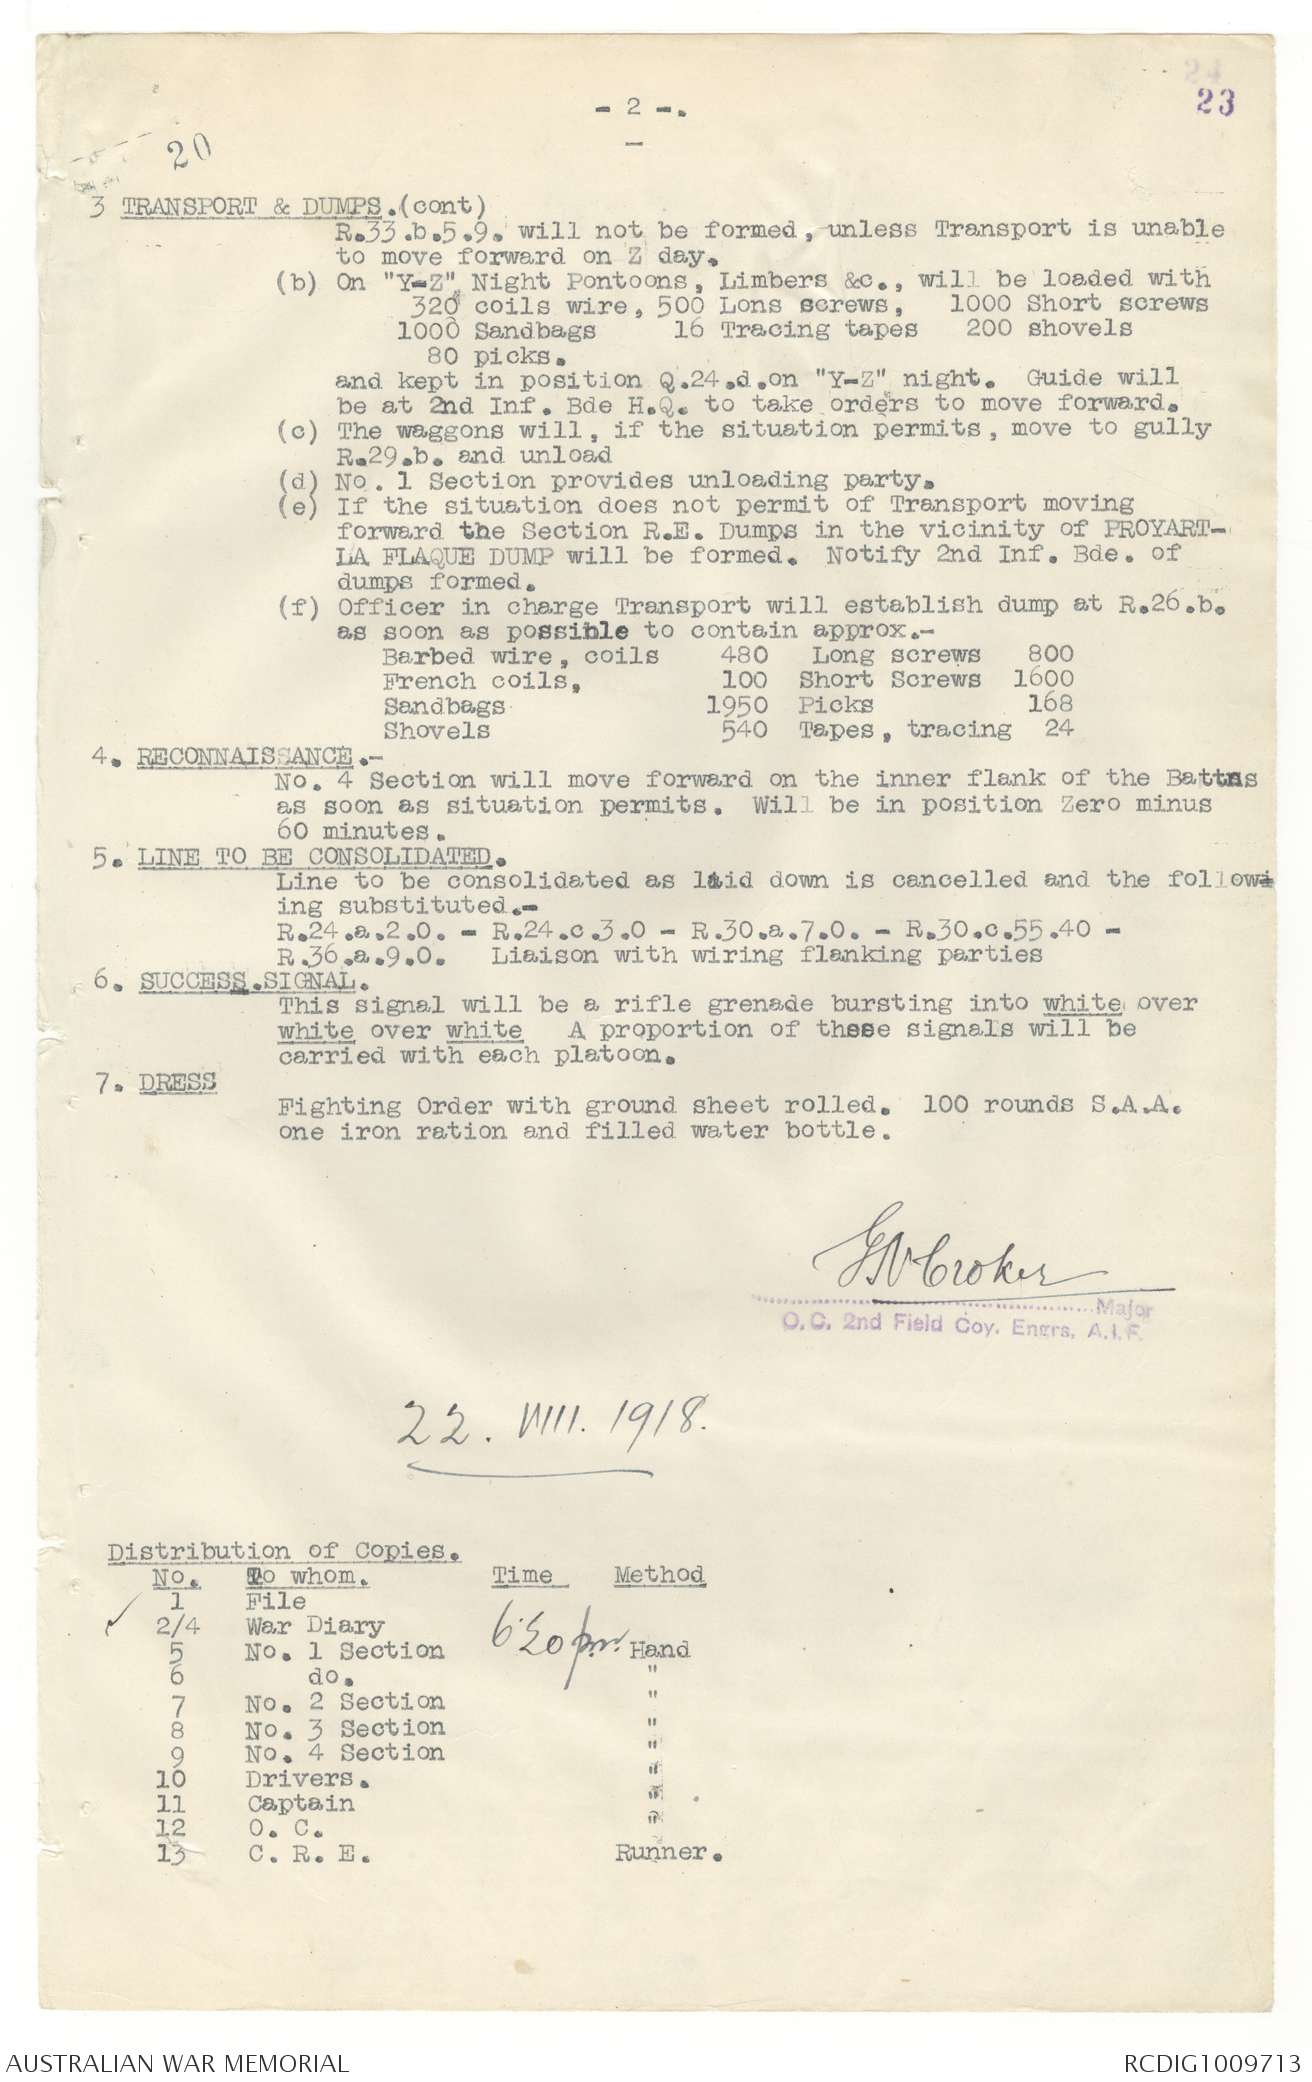 24
23
- 2 -.
20
3 TRANSPORT & DUMPS.(cont)
R.33.b.5.9. will not be formed, unless Transport is unable
to move forward on Z day.
(b) On "Y-Z" Night Pontoons, Limbers &c., will be loaded with
320 coils wire, 500 Lons screws, 1000 Short screws
1000 Sandbags 16 Tracing tapes 200 shovels
80 picks.
and kept in position Q.24.d.on "Y-Z" night. Guide will
be at 2nd Inf. Bde H.Q. to take orders to move forward.
(c) The waggons will, if the situation permits, move to gully
R.29.b. and unload
(d) No. 1 Section provides unloading party.
(e) If the situation does not permit of Transport moving
forward the Section R.E. Dumps in the vicinity of PROYART-
LA FLAQUE DUMP will be formed. Notify 2nd Inf. Bde. of
dumps formed.
(f) Officer in charge Transport will establish dump at R.26.b.
as soon as possible to contain approx.-
Barbed wire, coils 480 Long screws 800
French coils, 100 Short Screws 1600
Sandbags 1950 Picks 168
Shovels 540 Tapes, tracing 24
4. RECONNAISSANCE.-
No. 4 Section will move forward on the inner flank of the Battns
as soon as situation permits. Will be in position Zero minus
60 minutes.
5. LINE TO BE CONSOLIDATED.
Line to be consolidated as laid down is cancelled and the follow-
ing substituted.-
R.24.a.2.0. - R.24.c.3.0 - R.30.a.7.0. - R.30.c.55.40 -
R.36.a.9.0. Liaison with wiring flanking parties
6. SUCCESS.SIGNAL.
This signal will be a rifle grenade bursting into white over
white over white A proportion of these signals will be
carried with each platoon.
7. DRESS
Fighting Order with ground sheet rolled. 100 rounds S.A.A.
one iron ration and filled water bottle.
Croker
Major
O.C. 2nd Field Coy. Engrs, A.I.F.
22. VIII. 1918.
Distribution of Copies.
No. To whom. Time Method
1 File
2/4 War Diary
5 No. 1 Section Hand
6 do. "
7 No. 2 Section "
8 No. 3 Section "
9 No. 4 Section "
10 Drivers. "
11 Captain "
12 O. C. "
13 C. R. E. Runner.
AUSTRALIAN WAR MEMORIAL
RCDIG1009713